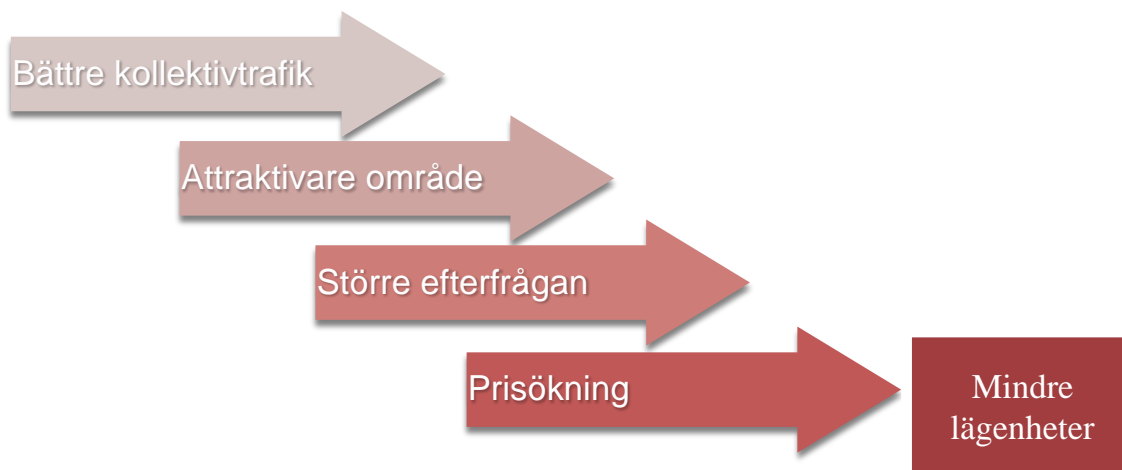 Bättre kollektivtrafik
Attraktivare område
Större efterfrågan
Prisökning
Mindre
lägenheter